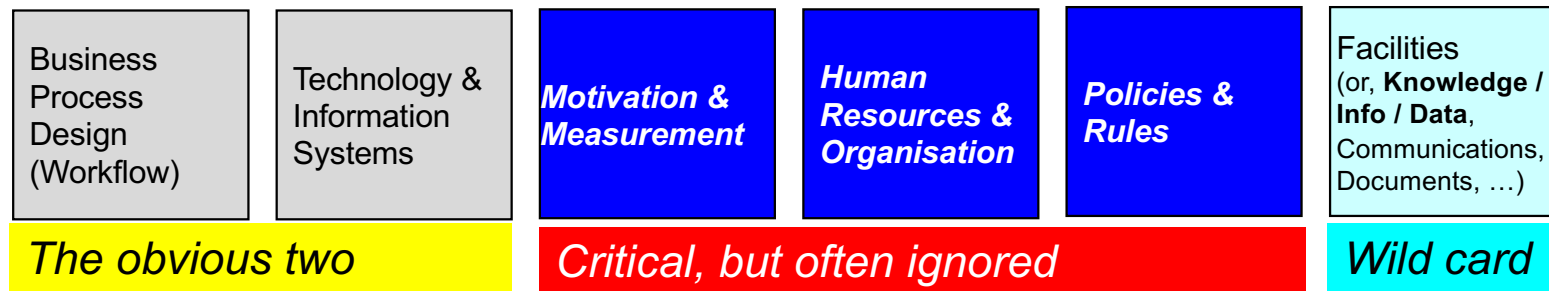 Business
Process
Design
(Workflow)
Technology &
Information
Systems
Motivation &
Measurement
Human
Resources &
Organisation
Policies &
Rules
Facilities
(or, Knowledge /
Info / Data,
Communications,
Documents, …)
The obvious two
Critical, but often ignored
Wild card